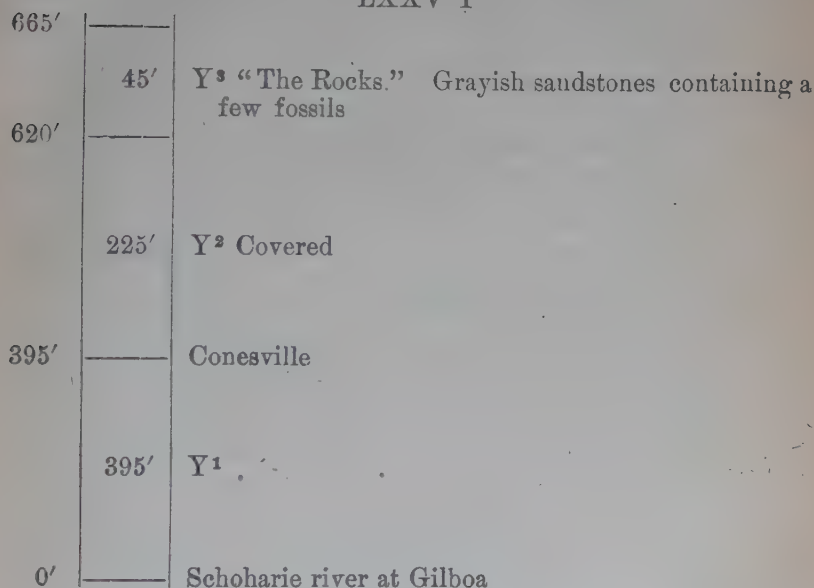 LXXV Y
665′
45′ Y³ “The Rocks.” Grayish sandstones containing a
few fossils
620′
225′ Y² Covered
395′ Conesville
395′ Y¹
0′ Schoharie river at Gilboa